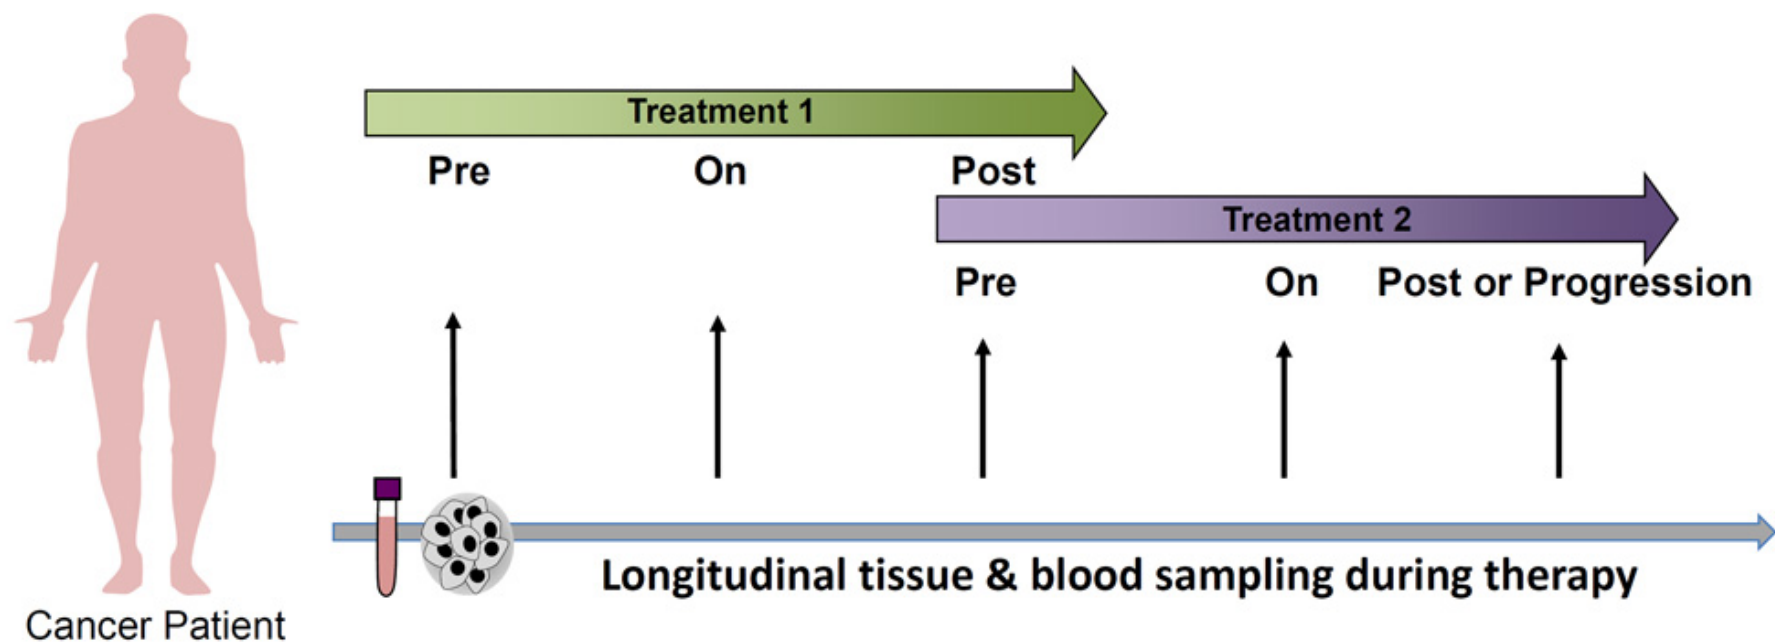 Treatment 1
Pre On Post
Treatment 2
Pre On Post or Progression
Longitudinal tissue & blood sampling during therapy
Cancer Patient